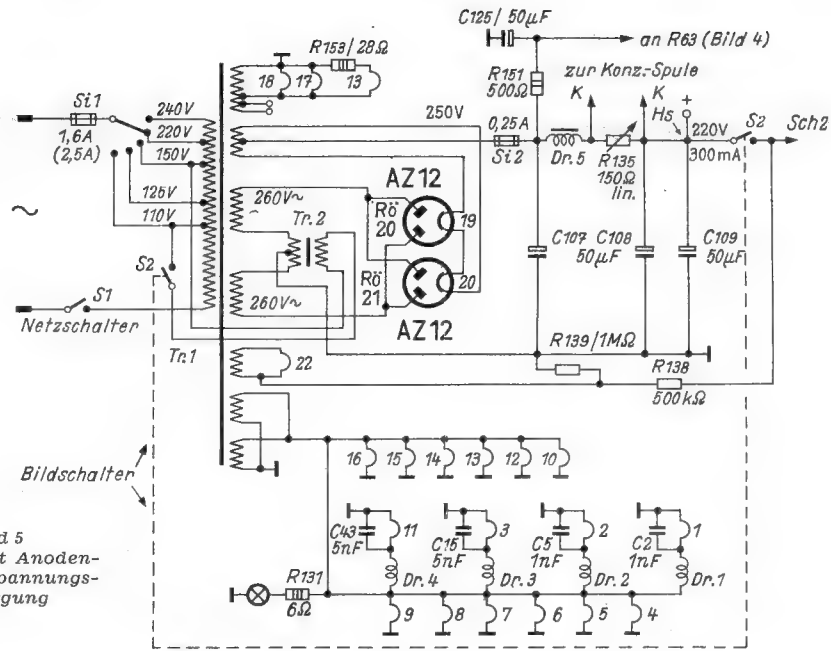 C125/ 50µF
R153/ 28Ω
an R63 (Bild 4)
18
17
13
R151
500Ω
zur Konz.-Spule
K
K
+
Hs
240V
Si1
1,6A
(2,5A)
220V
150V
125V
110V
250V
0,25A
Si2
Dr.5
R135
150Ω
lin.
220V
300mA
S2
Sch2
AZ12
260V~
Rö
20
19
Tr.2
C107
C108
50µF
C109
50µF
~
S2
S1
Netzschalter
260V~
Rö
21
20
AZ12
Tr.1
22
R139/1MΩ
R138
500kΩ
Bildschalter
16
15
14
13
12
10
d 5
t Anoden-
pannungs-
gung
C43
5nF
11
C15
5nF
3
C5
1nF
2
C2
1nF
1
Dr.4
Dr.3
Dr.2
Dr.1
R131
6Ω
9
8
7
6
5
4